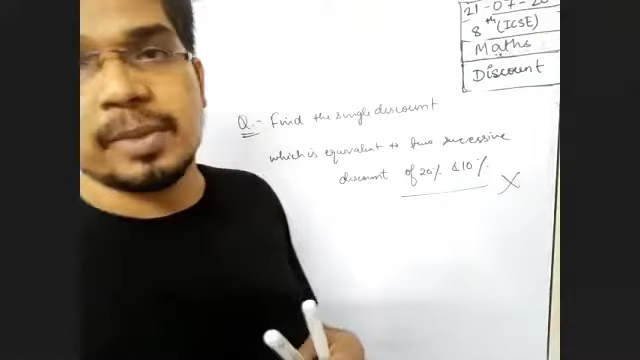 21-07-20
8th (ICSE)
Maths
Discount
Q.- Find the single discount
which is equivalent to two successive
discount of 20% & 10%.